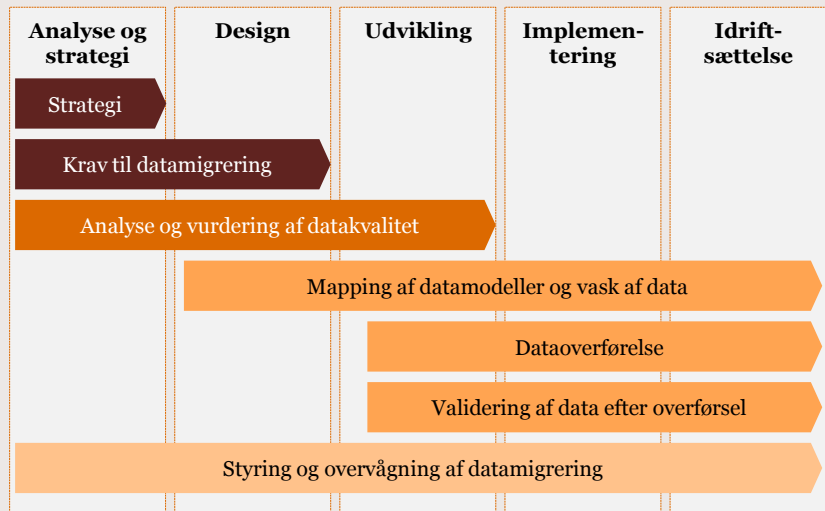 Analyse og
strategi
Design
Udvikling
Implemen-
tering
Idrift-
sættelse
Strategi
Krav til datamigrering
Analyse og vurdering af datakvalitet
Mapping af datamodeller og vask af data
Dataoverførelse
Validering af data efter overførsel
Styring og overvågning af datamigrering